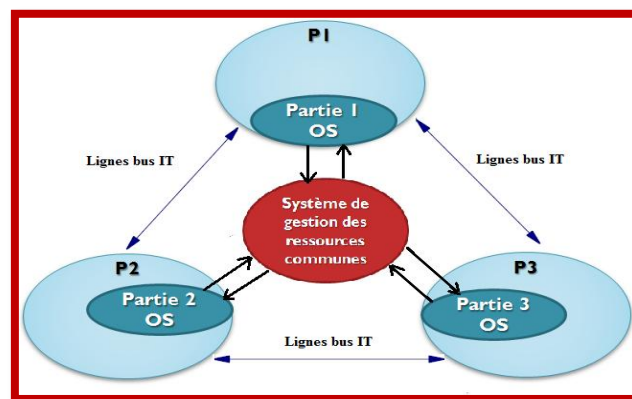 P1
Partie 1
OS
Lignes bus IT
Lignes bus IT
Système de
gestion des
ressources
communes
P2
Partie 2
OS
P3
Partie 3
OS
Lignes bus IT